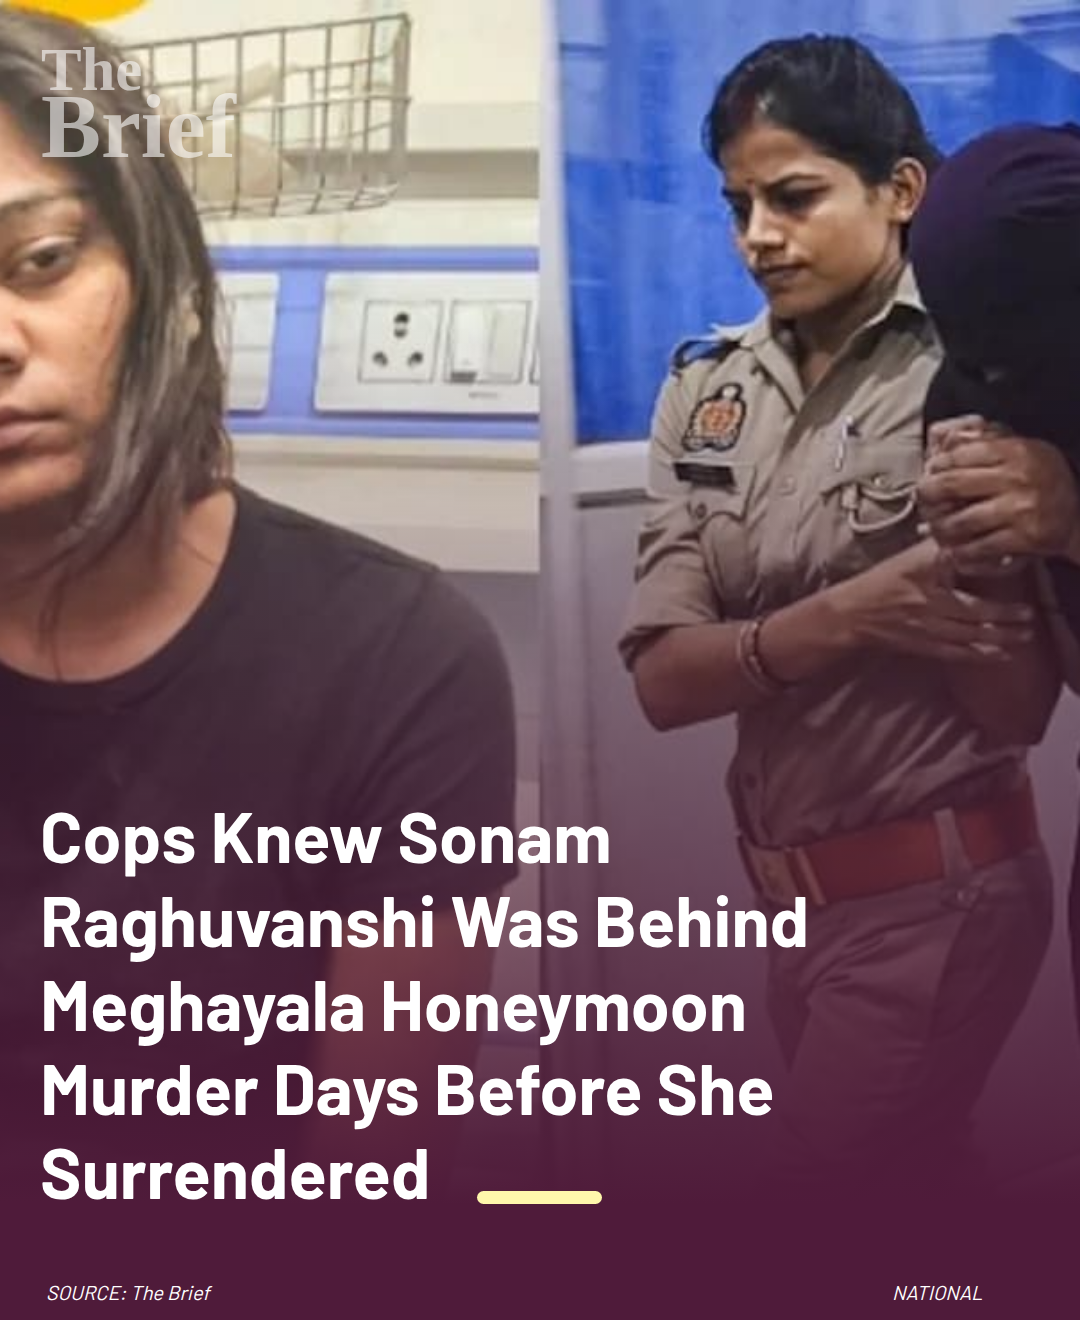 The
Brief
Cops Knew Sonam
Raghuvanshi Was Behind
Meghayala Honeymoon
Murder Days Before She
Surrendered
SOURCE: The Brief
NATIONAL